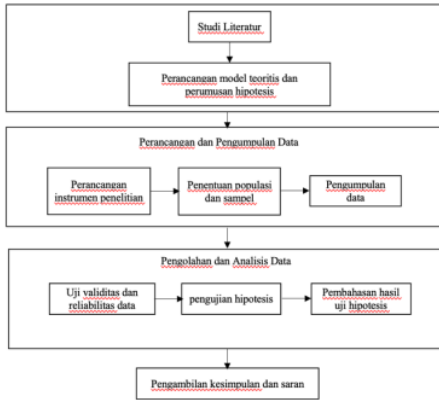 Studi Literatur
Perancangan model teoritis dan
perumusan hipotesis
Perancangan dan Pengumpulan Data
Perancangan
instrumen penelitian
Penentuan populasi
dan sampel
Pengumpulan
data
Pengolahan dan Analisis Data
Uji validitas dan
reliabilitas data
pengujian hipotesis
Pembahasan hasil
uji hipotesis
Pengambilan kesimpulan dan saran